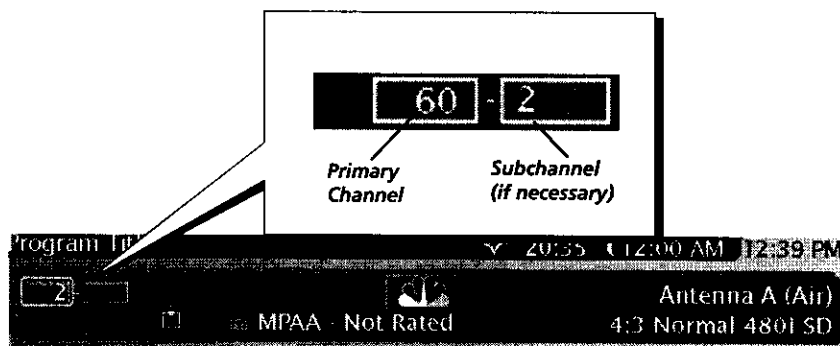 60 - 2
Primary Channel
Subchannel (if necessary)
Program Titl
20:35 12:00 AM 12:39 PM
2 -
Antenna A (Air)
MPAA - Not Rated
4:3 Normal 480I SD